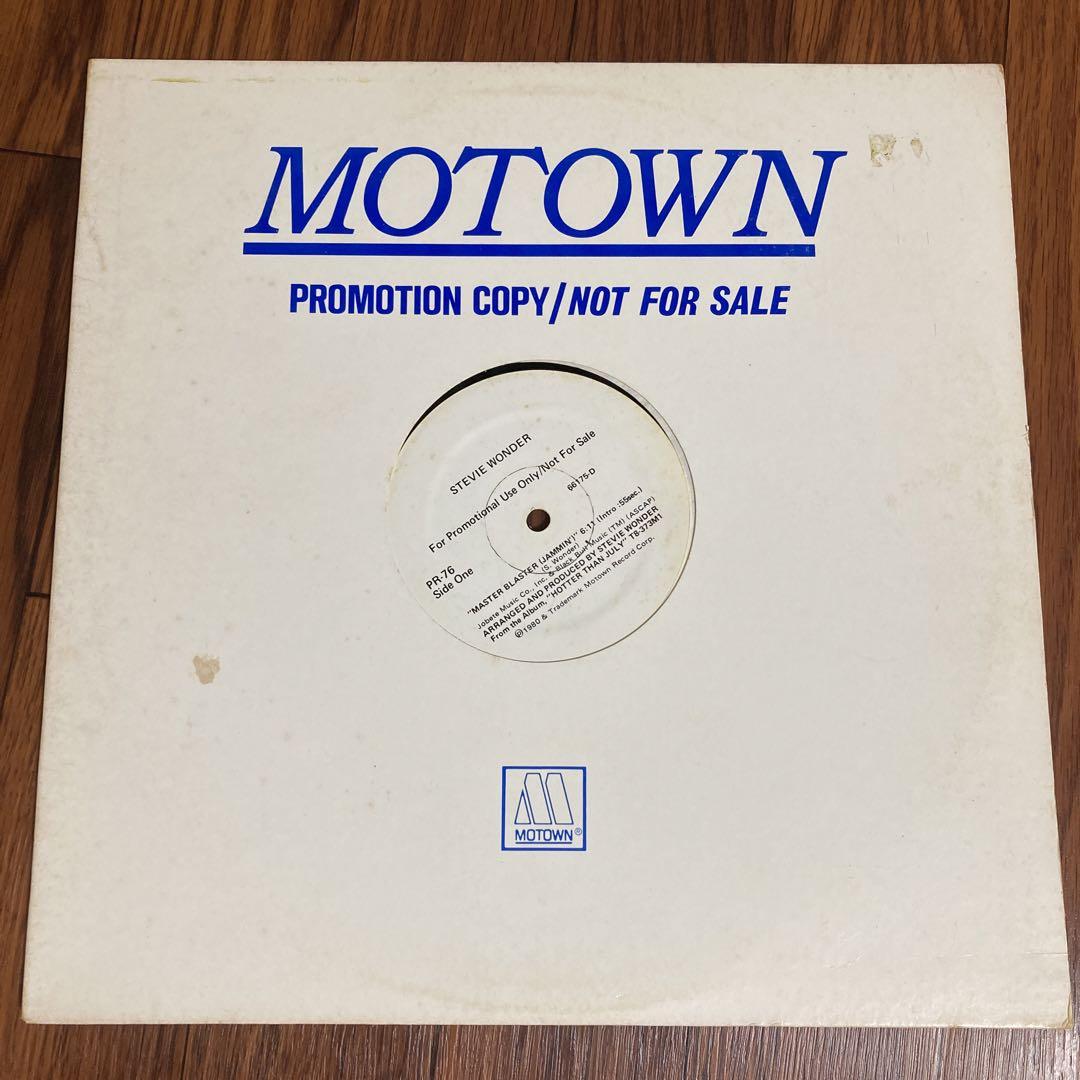 MOTOWN
PROMOTION COPY/NOT FOR SALE
STEVIE WONDER
For Promotional Use Only/Not For Sale
66175-D
PR-76
Side One
"MASTER BLASTER (JAMMIN')" 6:11 (Intro :55sec.)
(S. Wonder)
Jobete Music Co., Inc. & Black Bull Music (TM) (ASCAP)
ARRANGED AND PRODUCED BY STEVIE WONDER
From the Album, "HOTTER THAN JULY" T8-373M1
℗1980 & Trademark Motown Record Corp.
MOTOWN®